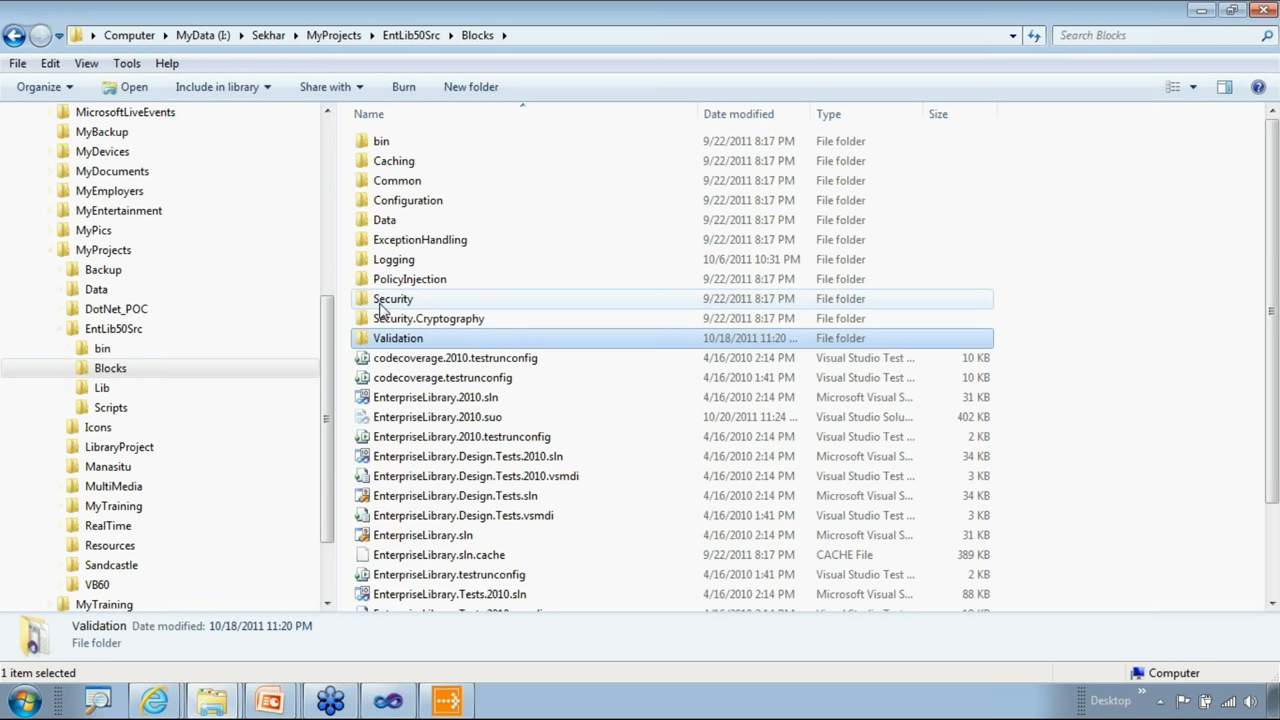 Computer MyData (I:) Sekhar MyProjects EntLib50Src Blocks Search Blocks
File Edit View Tools Help
Organize Open Include in library Share with Burn New folder
MicrosoftLiveEvents
MyBackup
MyDevices
MyDocuments
MyEmployers
MyEntertainment
MyPics
MyProjects
Backup
Data
DotNet_POC
EntLib50Src
bin
Blocks
Lib
Scripts
Icons
LibraryProject
Manasitu
MultiMedia
MyTraining
RealTime
Resources
Sandcastle
VB60
MyTraining
Name Date modified Type Size
bin 9/22/2011 8:17 PM File folder
Caching 9/22/2011 8:17 PM File folder
Common 9/22/2011 8:17 PM File folder
Configuration 9/22/2011 8:17 PM File folder
Data 9/22/2011 8:17 PM File folder
ExceptionHandling 9/22/2011 8:17 PM File folder
Logging 10/6/2011 10:31 PM File folder
PolicyInjection 9/22/2011 8:17 PM File folder
Security 9/22/2011 8:17 PM File folder
Security.Cryptography 9/22/2011 8:17 PM File folder
Validation 10/18/2011 11:20 ... File folder
codecoverage.2010.testrunconfig 4/16/2010 2:14 PM Visual Studio Test ... 10 KB
codecoverage.testrunconfig 4/16/2010 1:41 PM Visual Studio Test ... 10 KB
EnterpriseLibrary.2010.sln 4/16/2010 2:14 PM Microsoft Visual S... 31 KB
EnterpriseLibrary.2010.suo 10/20/2011 11:24 ... Visual Studio Solu... 402 KB
EnterpriseLibrary.2010.testrunconfig 4/16/2010 2:14 PM Visual Studio Test ... 2 KB
EnterpriseLibrary.Design.Tests.2010.sln 4/16/2010 2:14 PM Microsoft Visual S... 34 KB
EnterpriseLibrary.Design.Tests.2010.vsmdi 4/16/2010 2:14 PM Visual Studio Test ... 3 KB
EnterpriseLibrary.Design.Tests.sln 4/16/2010 2:14 PM Microsoft Visual S... 34 KB
EnterpriseLibrary.Design.Tests.vsmdi 4/16/2010 1:41 PM Visual Studio Test ... 3 KB
EnterpriseLibrary.sln 4/16/2010 2:14 PM Microsoft Visual S... 31 KB
EnterpriseLibrary.sln.cache 9/22/2011 8:17 PM CACHE File 389 KB
EnterpriseLibrary.testrunconfig 4/16/2010 1:41 PM Visual Studio Test ... 2 KB
EnterpriseLibrary.Tests.2010.sln 4/16/2010 2:14 PM Microsoft Visual S... 88 KB
Validation Date modified: 10/18/2011 11:20 PM
File folder
1 item selected Computer
Desktop